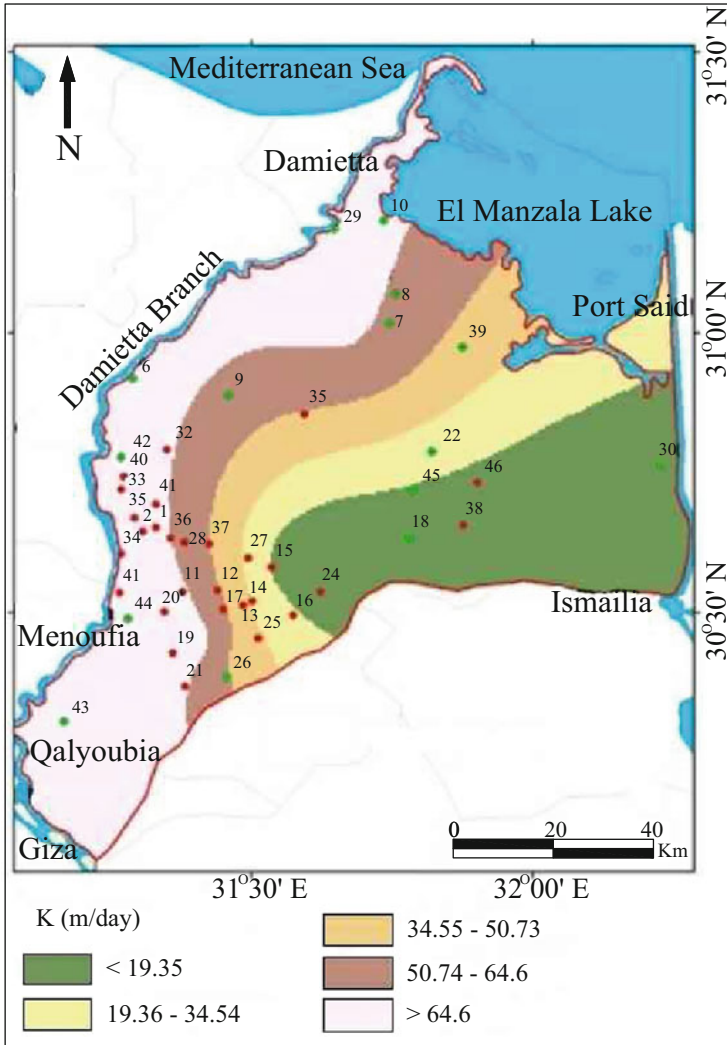 31°30' N
Mediterranean Sea
N
Damietta
29
10
El Manzala Lake
8
Port Said
7
31°00' N
39
Damietta Branch
6
9
35
32
42
22
40
30
33
41
45
46
35
2
1
36
18
38
28
37
34
27
15
41
11
12
14
24
44
20
17
13
16
30°30' N
Ismailia
Menoufia
19
25
21
26
43
Qalyoubia
0 20 40
Km
Giza
31°30' E 32°00' E
K (m/day)
< 19.35
19.36 - 34.54
34.55 - 50.73
50.74 - 64.6
> 64.6